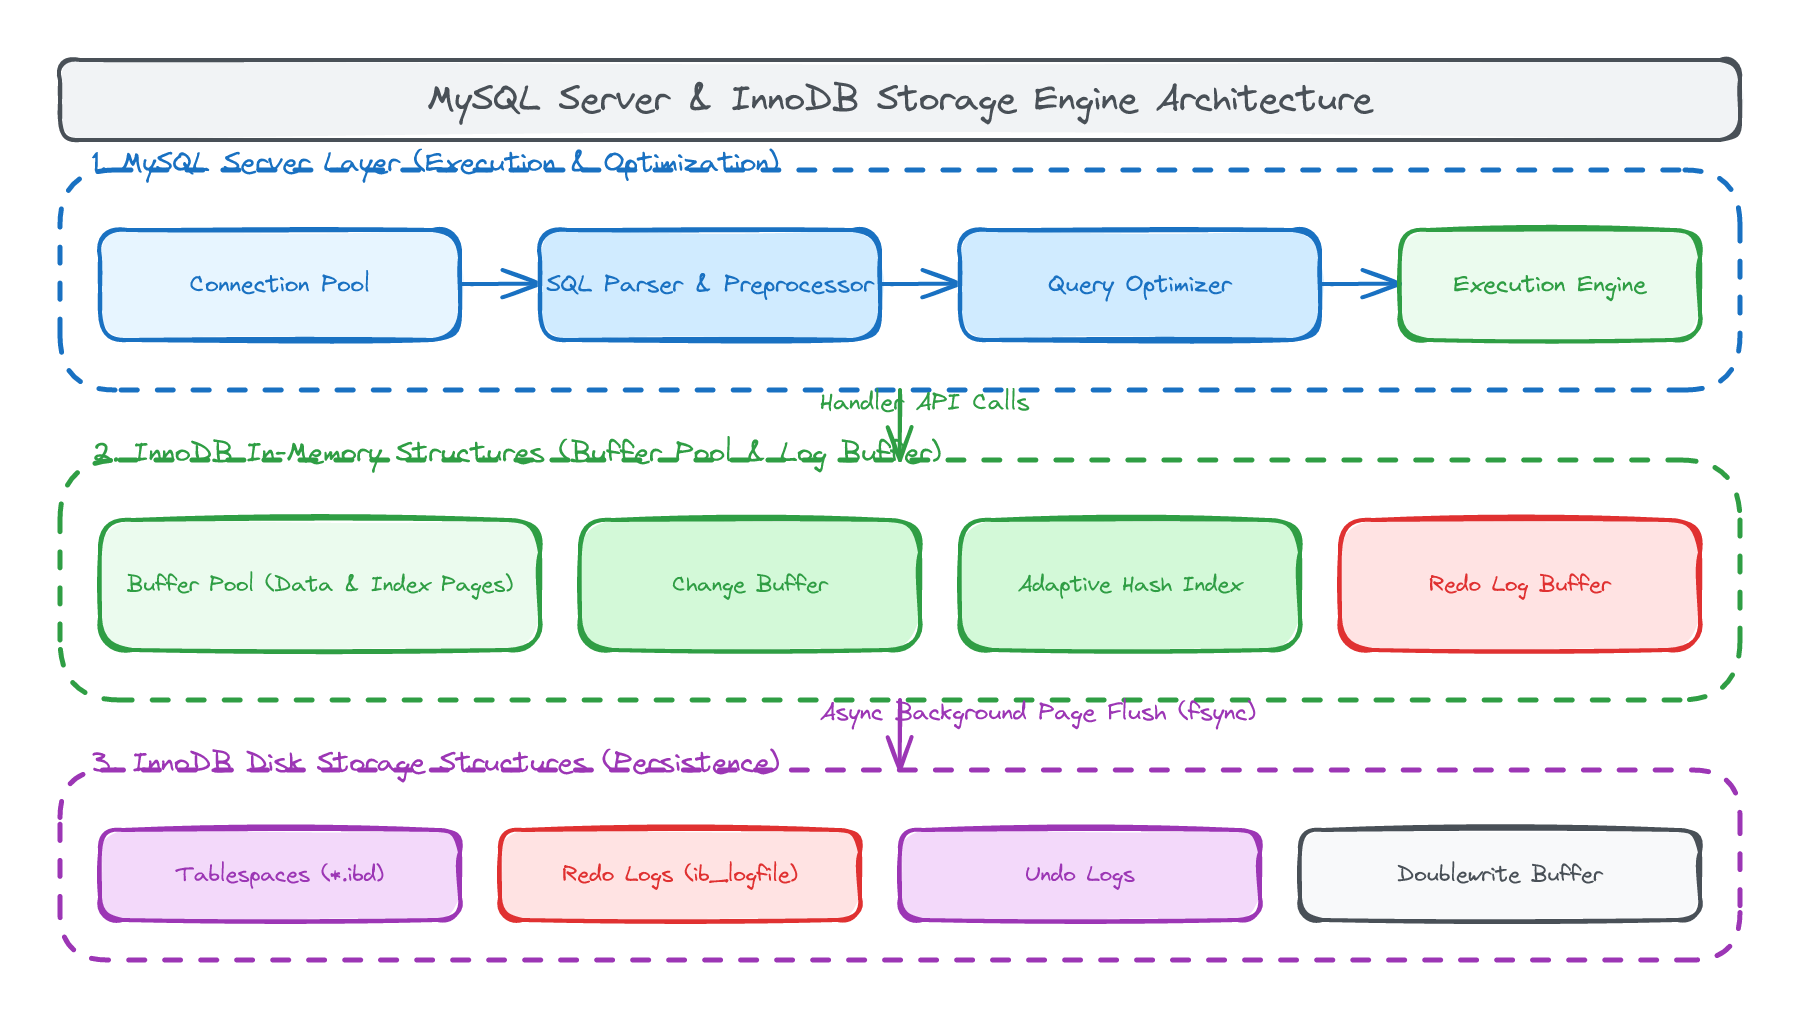 MySQL Server & InnoDB Storage Engine Architecture
1. MySQL Server Layer (Execution & Optimization)
Connection Pool
SQL Parser & Preprocessor
Query Optimizer
Execution Engine
Handler API Calls
2. InnoDB In-Memory Structures (Buffer Pool & Log Buffer)
Buffer Pool (Data & Index Pages)
Change Buffer
Adaptive Hash Index
Redo Log Buffer
Async Background Page Flush (fsync)
3. InnoDB Disk Storage Structures (Persistence)
Tablespaces (*.ibd)
Redo Logs (ib_logfile)
Undo Logs
Doublewrite Buffer